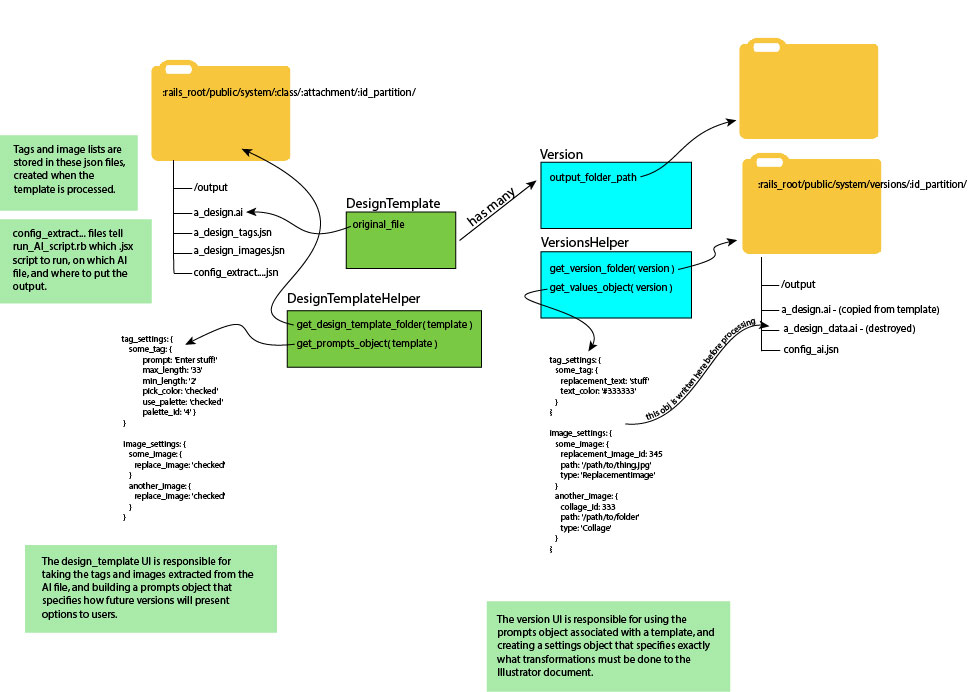 :rails_root/public/system/:class/:attachment/:id_partition/
Tags and image lists are
stored in these json files,
created when the
template is processed.
config_extract... files tell
run_AI_script.rb which .jsx
script to run, on which AI
file, and where to put the
output.
/output
a_design.ai
a_design_tags.jsn
a_design_images.jsn
config_extract....jsn
DesignTemplate
original_file
has many
DesignTemplateHelper
get_design_template_folder( template )
get_prompts_object( template )
tag_settings: {
some_tag: {
prompt: 'Enter stuff!'
max_length: '33'
min_length: '2'
pick_color: 'checked'
use_palette: 'checked'
palette_id: '4' }
}
image_settings: {
some_image: {
replace_image: 'checked'
}
another_image: {
replace_image: 'checked'
}
}
The design_template UI is responsible for
taking the tags and images extracted from the
AI file, and building a prompts object that
specifies how future versions will present
options to users.
Version
output_folder_path
VersionsHelper
get_version_folder( version )
get_values_object( version )
:rails_root/public/system/versions/:id_partition/
/output
a_design.ai - (copied from template)
a_design_data.ai - (destroyed)
config_ai.jsn
this obj is written here before processing
tag_settings: {
some_tag: {
replacement_text: 'stuff'
text_color: '#333333'
}
{
image_settings: {
some_image: {
replacement_image_id: 345
path: '/path/to/thing.jpg'
type: 'ReplacementImage'
}
another_image: {
collage_id: 333
path: '/path/to/folder'
type: 'Collage'
}
{
The version UI is responsible for using the
prompts object associated with a template, and
creating a settings object that specifies exactly
what transformations must be done to the
Illustrator document.